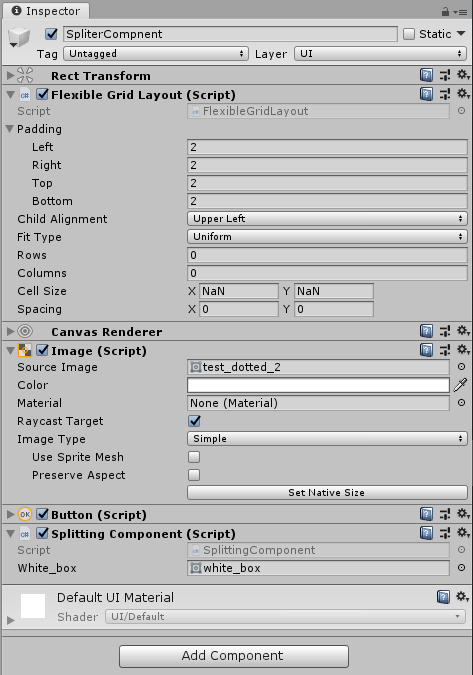 Inspector
SpliterCompnent
Static
Tag
Untagged
Layer
UI
Rect Transform
Flexible Grid Layout (Script)
Script
FlexibleGridLayout
Padding
Left
2
Right
2
Top
2
Bottom
2
Child Alignment
Upper Left
Fit Type
Uniform
Rows
0
Columns
0
Cell Size
X NaN
Y NaN
Spacing
X 0
Y 0
Canvas Renderer
Image (Script)
Source Image
test_dotted_2
Color
Material
None (Material)
Raycast Target
Image Type
Simple
Use Sprite Mesh
Preserve Aspect
Set Native Size
OK
Button (Script)
C#
Splitting Component (Script)
Script
SplittingComponent
White_box
white_box
Default UI Material
Shader
UI/Default
Add Component